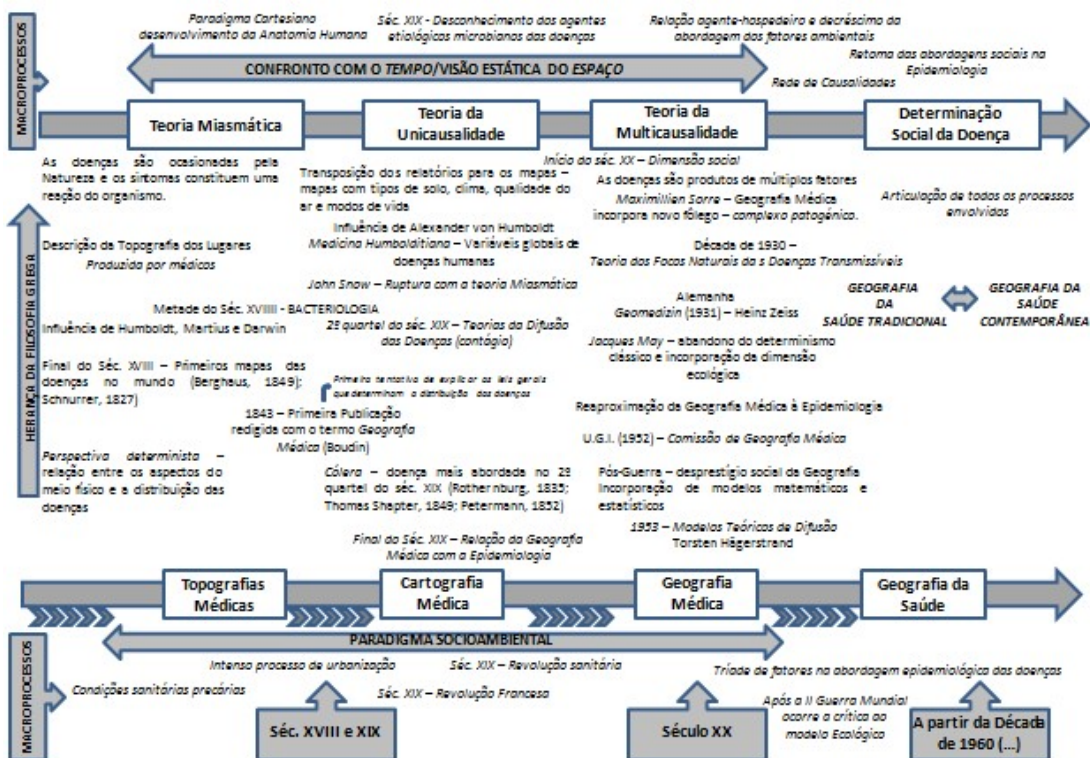 MACROPROCESSOS
Paradigma Cartesiano
desenvolvimento da Anatomia Humana
Séc. XIX - Desconhecimento dos agentes
etiológicos microbianos das doenças
Relação agente-hospedeiro e decréscimo da
abordagem dos fatores ambientais
Retoma das abordagens sociais na
Epidemiologia
Rede de Causalidades
CONFRONTO COM O TEMPO/VISÃO ESTÁTICA DO ESPAÇO
Teoria Miasmática
Teoria da
Unicausalidade
Teoria da
Multicausalidade
Determinação
Social da Doença
HERANÇA DA FILOSOFIA GREGA
As doenças são ocasionadas pela
Natureza e os sintomas constituem uma
reação do organismo.
Descrição da Topografia dos Lugares
Produzida por médicos
Metade do Séc. XVIIII - BACTERIOLOGIA
Influência de Humboldt, Martius e Darwin
Final do Séc. XVIII – Primeiros mapas das
doenças no mundo (Berghaus, 1849);
Schnurrer, 1827)
Perspectiva determinista –
relação entre os aspectos do
meio físico e a distribuição das
doenças
Transposição dos relatórios para os mapas –
mapas com tipos de solo, clima, qualidade do
ar e modos de vida
Influência de Alexander von Humboldt
Medicina Humbolditiana – Variáveis globais de
doenças humanas
John Snow – Ruptura com a teoria Miasmática
2º quartel do séc. XIX – Teorias da Difusão
das Doenças (contágio)
Primeira tentativa de explicar as leis gerais
que determinam a distribuição das doenças
1843 – Primeira Publicação
redigida com o termo Geografia
Médica (Boudin)
Cólera – doença mais abordada no 2º
quartel do séc. XIX (Rothernburg, 1835;
Thomas Shapter, 1849; Petermann, 1852)
Final do Séc. XIX – Relação da Geografia
Médica com a Epidemiologia
Início do séc. XX – Dimensão social
As doenças são produtos de múltiplos fatores
Maximillien Sorre – Geografia Médica
incorpora novo fôlego – complexo patogênico.
Década de 1930 –
Teoria dos Focos Naturais da s Doenças Transmissíveis
Alemanha
Geomedizin (1931) – Heinz Zeiss
Jacques May – abandono do determinismo
clássico e incorporação da dimensão
ecológica
Reaproximação da Geografia Médica à Epidemiologia
U.G.I. (1952) – Comissão de Geografia Médica
Pós-Guerra – desprestígio social da Geografia
Incorporação de modelos matemáticos e
estatísticos
1953 – Modelos Teóricos de Difusão
Torsten Hägerstrand
Articulação de todos os processos
envolvidos
GEOGRAFIA
DA
SAÚDE TRADICIONAL
GEOGRAFIA DA
SAÚDE
CONTEMPORÂNEA
Topografias
Médicas
Cartografia
Médica
Geografia
Médica
Geografia da
Saúde
PARADIGMA SOCIOAMBIENTAL
MACROPROCESSOS
Condições sanitárias precárias
Intenso processo de urbanização
Séc. XIX – Revolução sanitária
Séc. XIX – Revolução Francesa
Tríade de fatores na abordagem epidemiológica das doenças
Após a II Guerra Mundial
ocorre a crítica ao
modelo Ecológico
Séc. XVIII e XIX
Século XX
A partir da Década
de 1960 (...)